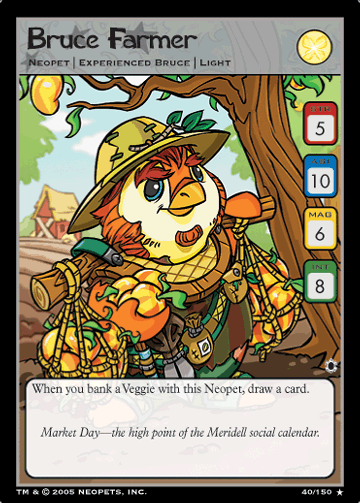 Bruce Farmer
Neopet | Experienced Bruce | Light
STR
5
AGI
10
MAG
6
INT
8
When you bank a Veggie with this Neopet, draw a card.
Market Day—the high point of the Meridell social calendar.
TM & © 2005 NEOPETS, INC.
40/150 ★